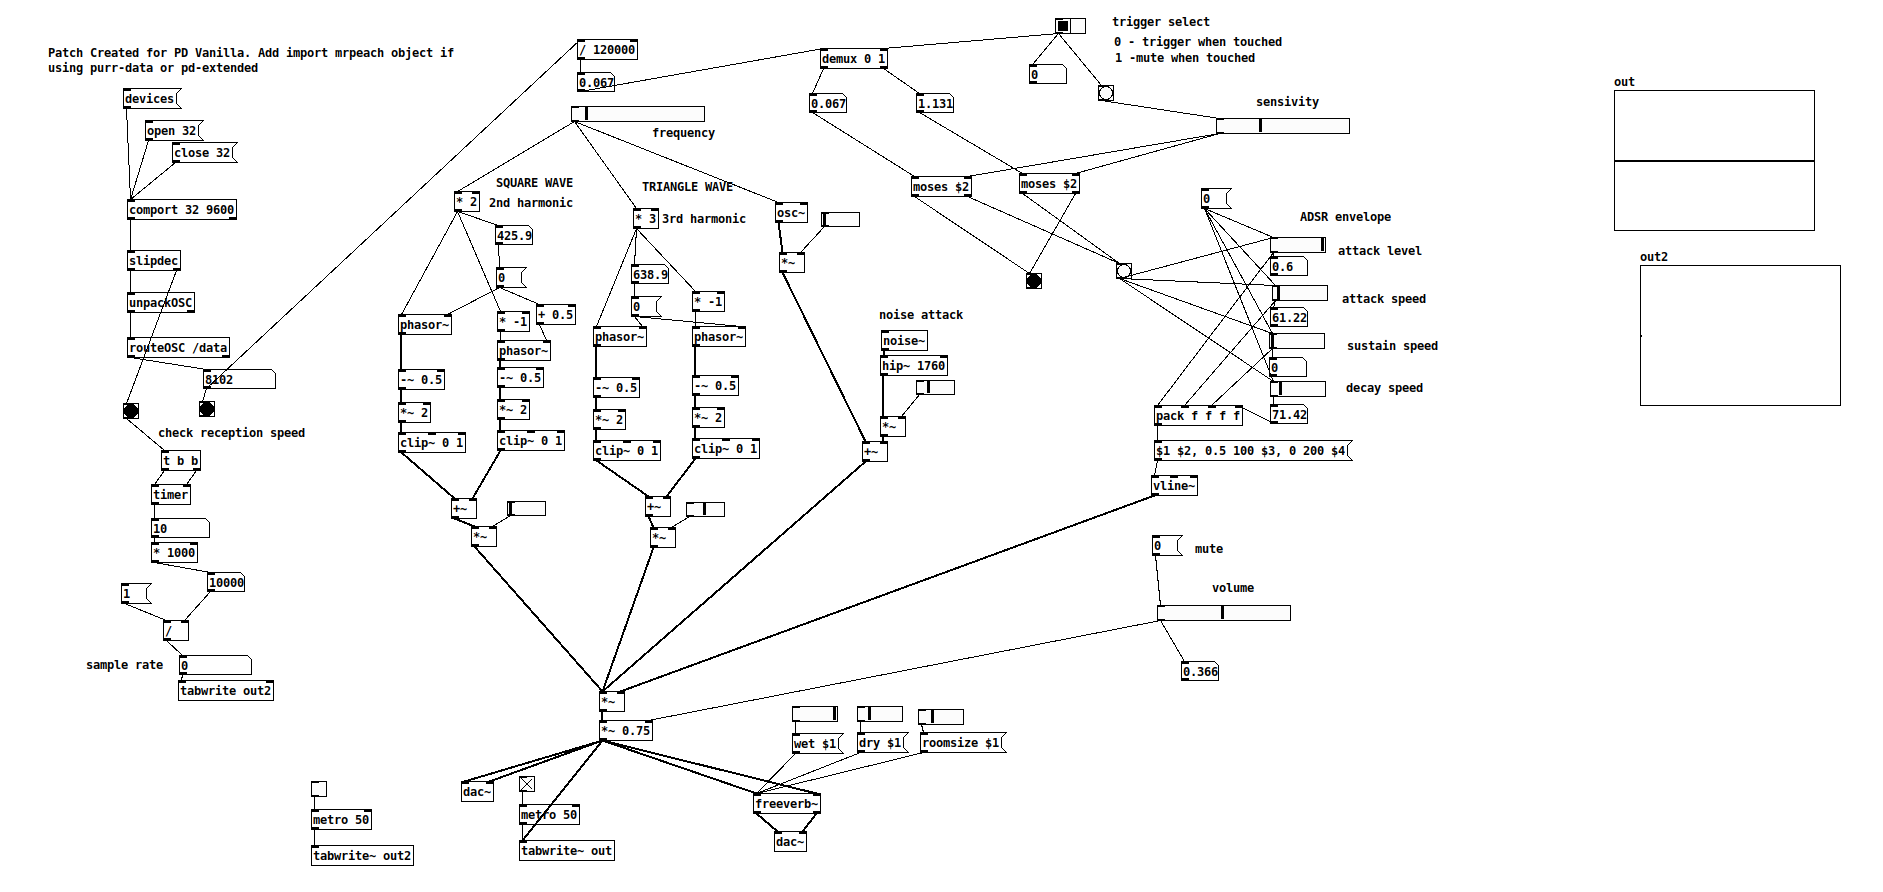 Patch Created for PD Vanilla. Add import mrpeach object if
using purr-data or pd-extended
devices
open 32
close 32
comport 32 9600
slipdec
unpackOSC
routeOSC /data
8102
check reception speed
t b b
timer
10
* 1000
10000
1
/
sample rate
0
tabwrite out2
/ 120000
0.067
frequency
SQUARE WAVE
* 2
2nd harmonic
425.9
0
phasor~
* -1
+ 0.5
phasor~
-~ 0.5
-~ 0.5
*~ 2
*~ 2
clip~ 0 1
clip~ 0 1
+~
*~
TRIANGLE WAVE
* 3
3rd harmonic
638.9
0
* -1
phasor~
phasor~
-~ 0.5
-~ 0.5
*~ 2
*~ 2
clip~ 0 1
clip~ 0 1
+~
*~
osc~
*~
noise attack
noise~
hip~ 1760
*~
+~
trigger select
0 - trigger when touched
1 -mute when touched
0
demux 0 1
0.067
1.131
sensivity
moses $2
moses $2
0
ADSR envelope
attack level
0.6
attack speed
61.22
sustain speed
0
decay speed
71.42
pack f f f f
$1 $2, 0.5 100 $3, 0 200 $4
vline~
0
mute
volume
0.366
*~
*~ 0.75
wet $1
dry $1
roomsize $1
freeverb~
dac~
dac~
metro 50
tabwrite~ out
metro 50
tabwrite~ out2
out
out2